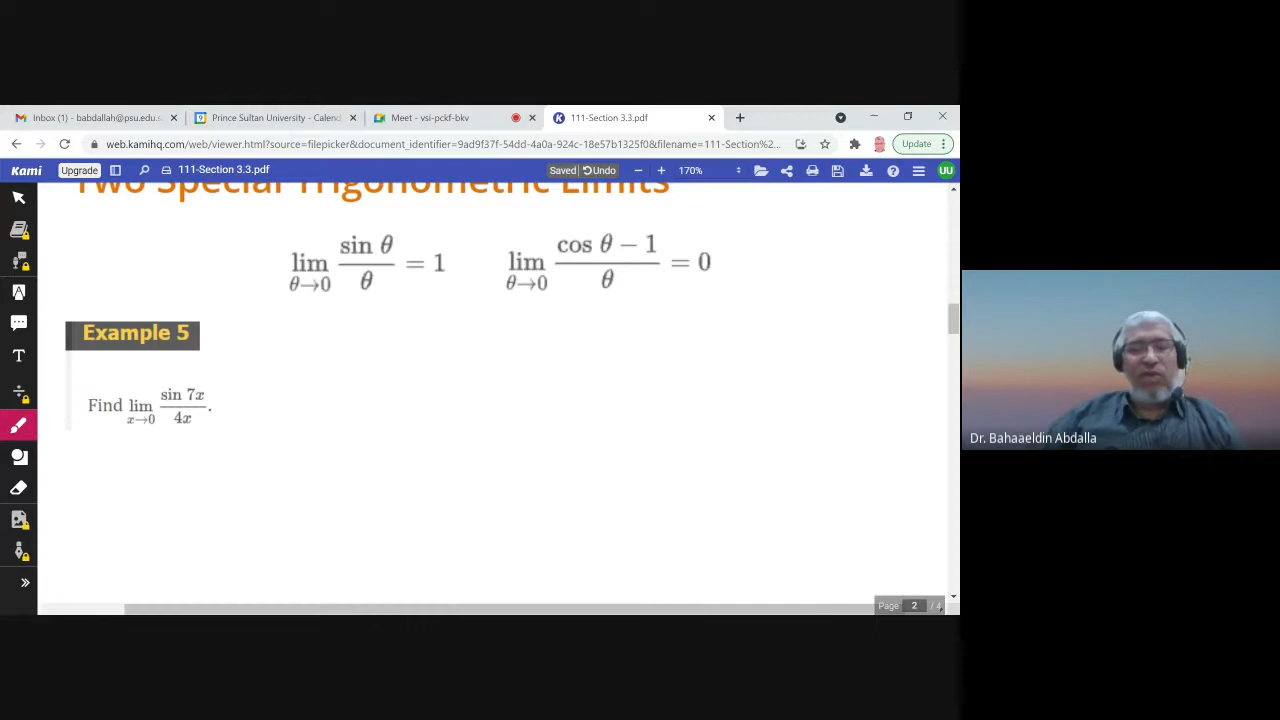 Inbox (1) - babdallah@psu.edu.s
Prince Sultan University - Calend
Meet - vsi-pckf-bkv
111-Section 3.3.pdf
web.kamihq.com/web/viewer.html?source=filepicker&document_identifier=9ad9f37f-54dd-4a0a-924c-18e57b1325f0&filename=111-Section%2...
Update
Kami
Upgrade
111-Section 3.3.pdf
Saved
Undo
170%
UU
Two Special Trigonometric Limits
lim θ→0 sin θ / θ = 1
lim θ→0 cos θ − 1 / θ = 0
Example 5
Find lim x→0 sin 7x / 4x.
Page 2 / 4
Dr. Bahaaeldin Abdalla